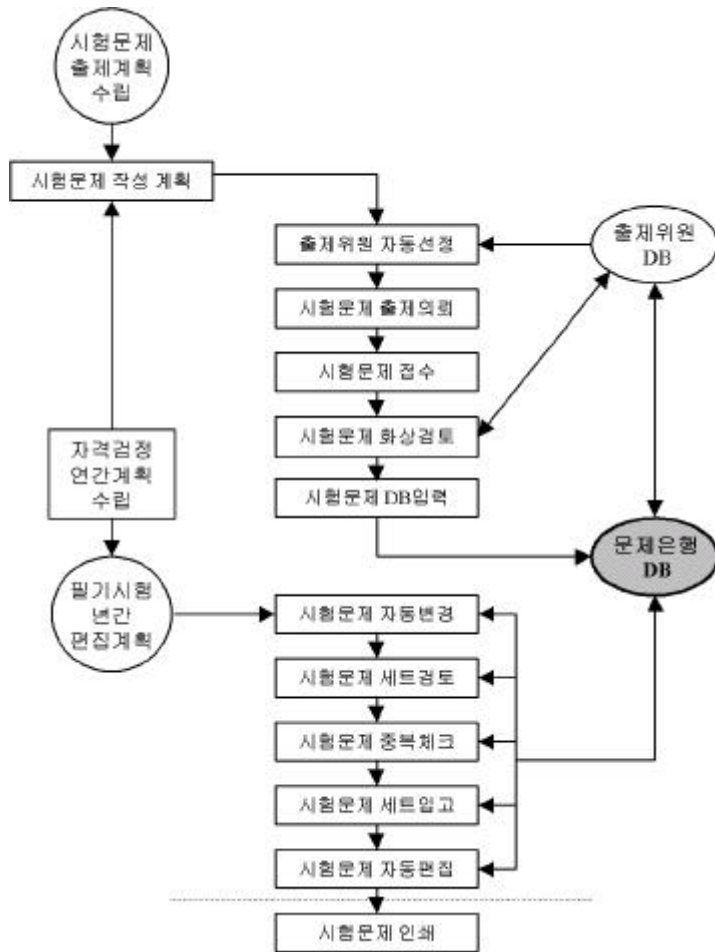 시험문제
출제계획
수립
시험문제 작성 계획
출제위원 자동선정
출제위원
DB
시험문제 출제의뢰
시험문제 접수
시험문제 화상검토
자격검정
연간계획
수립
시험문제 DB입력
문제은행
DB
필기시험
년간
편집계획
시험문제 자동변경
시험문제 세트검토
시험문제 중복체크
시험문제 세트입고
시험문제 자동편집
시험문제 인쇄